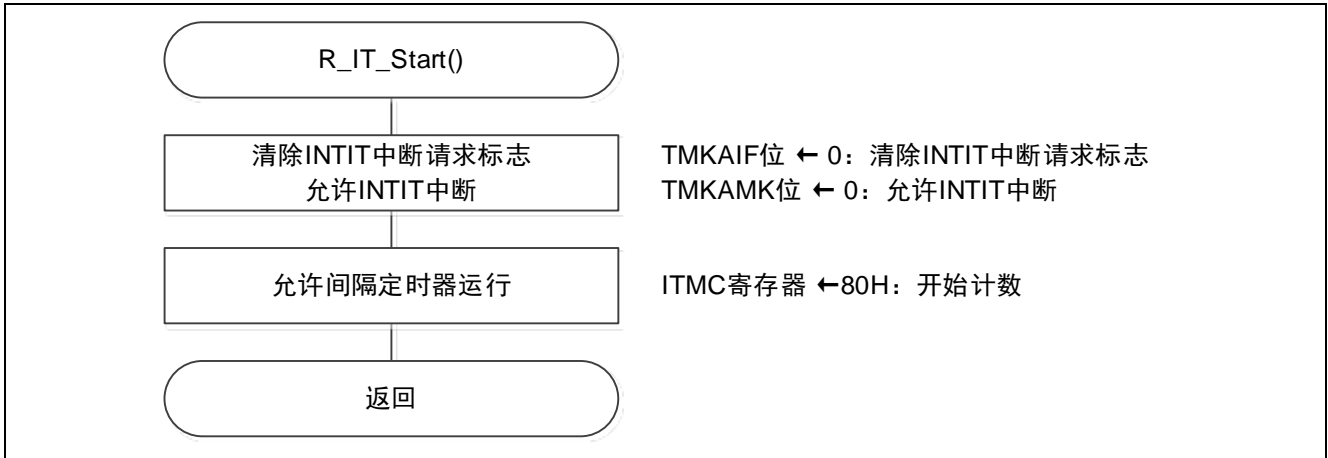 R_IT_Start()
清除INTIT中断请求标志
允许INTIT中断
TMKAIF位 ← 0：清除INTIT中断请求标志
TMKAMK位 ← 0：允许INTIT中断
允许间隔定时器运行
ITMC寄存器 ←80H：开始计数
返回